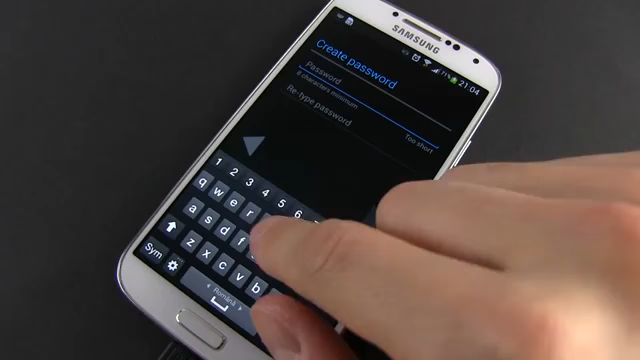 SAMSUNG
71% 21:04
Create password
Password
8 characters minimum
Too short
Re-type password
1 2 3 4 5 6
q w e r
a s d f
z x c v b
Sym
Română